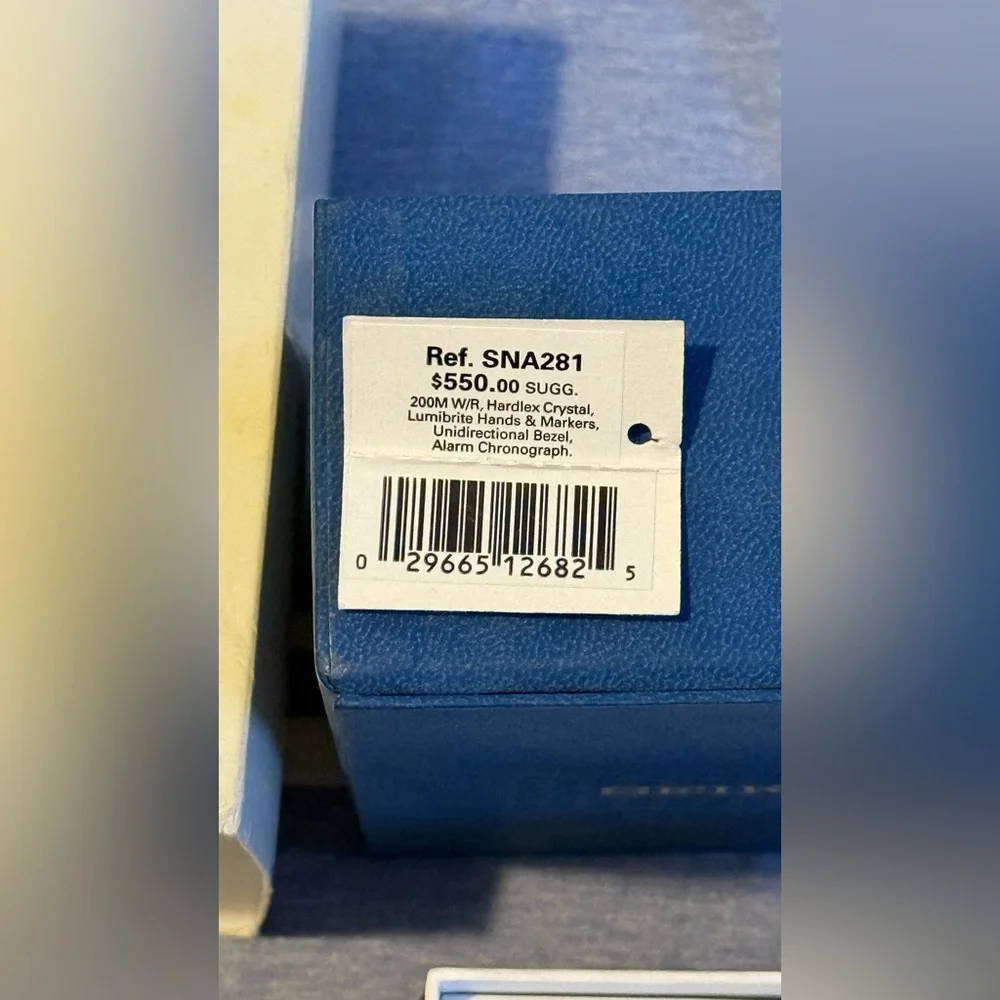 Ref. SNA281
$550.00 SUGG.
200M W/R, Hardlex Crystal,
Lumibrite Hands & Markers,
Unidirectional Bezel,
Alarm Chronograph.
0 29665 12682 5